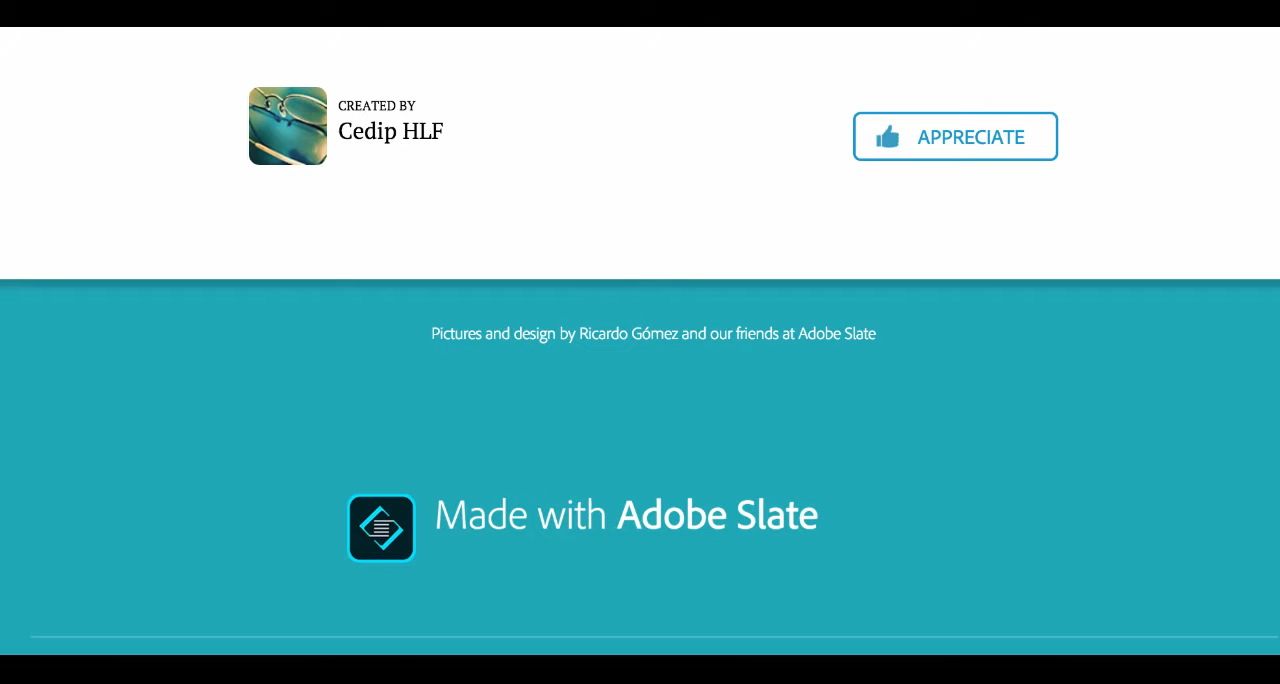 CREATED BY
Cedip HLF
APPRECIATE
Pictures and design by Ricardo Gómez and our friends at Adobe Slate
Made with Adobe Slate